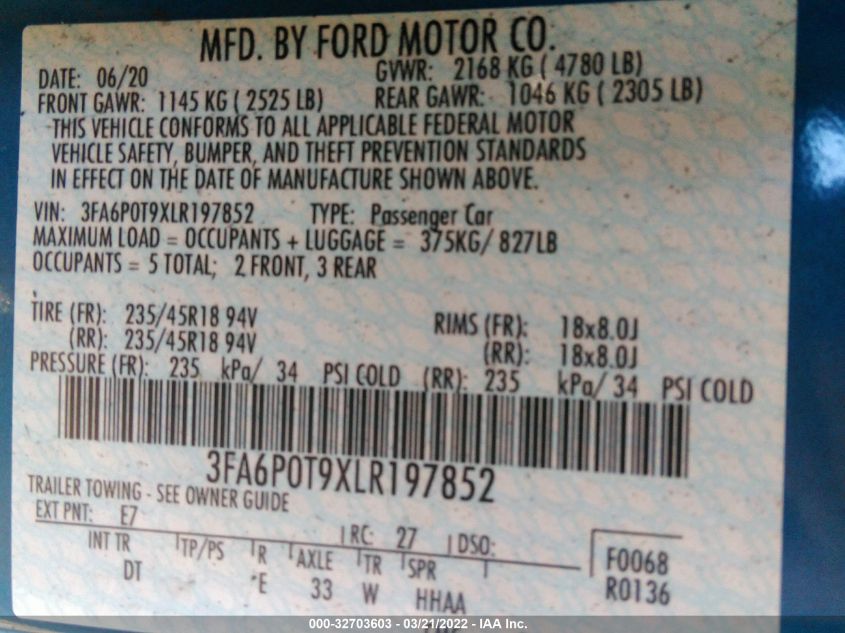 MFD. BY FORD MOTOR CO.
DATE: 06/20 GVWR: 2168 KG ( 4780 LB)
FRONT GAWR: 1145 KG ( 2525 LB) REAR GAWR: 1046 KG ( 2305 LB)
THIS VEHICLE CONFORMS TO ALL APPLICABLE FEDERAL MOTOR
VEHICLE SAFETY, BUMPER, AND THEFT PREVENTION STANDARDS
IN EFFECT ON THE DATE OF MANUFACTURE SHOWN ABOVE.
VIN: 3FA6P0T9XLR197852 TYPE: Passenger Car
MAXIMUM LOAD = OCCUPANTS + LUGGAGE = 375KG/ 827LB
OCCUPANTS = 5 TOTAL; 2 FRONT, 3 REAR
TIRE (FR): 235/45R18 94V RIMS (FR): 18x8.0J
(RR): 235/45R18 94V (RR): 18x8.0J
PRESSURE (FR): 235 kPa/ 34 PSI COLD (RR): 235 kPa/ 34 PSI COLD
3FA6P0T9XLR197852
TRAILER TOWING - SEE OWNER GUIDE
EXT PNT: E7 RC: 27 DSO:
INT TR TP/PS R AXLE TR SPR F0068
DT *E 33 W HHAA R0136
000-32703603 - 03/21/2022 - IAA Inc.